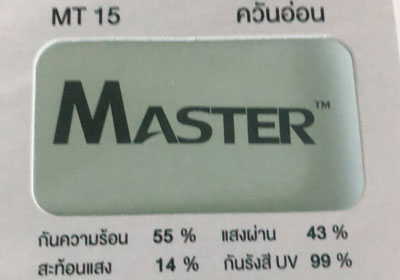 MT 15 ควันอ่อน
MASTER™
กันความร้อน 55 % แสงผ่าน 43 %
สะท้อนแสง 14 % กันรังสี UV 99 %